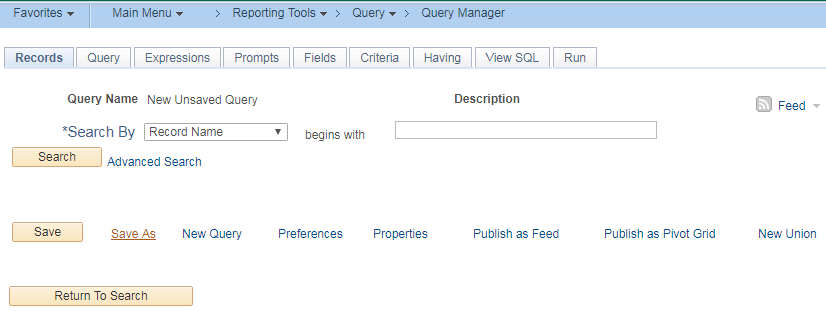 Favorites Main Menu > Reporting Tools > Query > Query Manager
Records Query Expressions Prompts Fields Criteria Having View SQL Run
Query Name New Unsaved Query Description
Feed
*Search By Record Name begins with
Search Advanced Search
Save Save As New Query Preferences Properties Publish as Feed Publish as Pivot Grid New Union
Return To Search